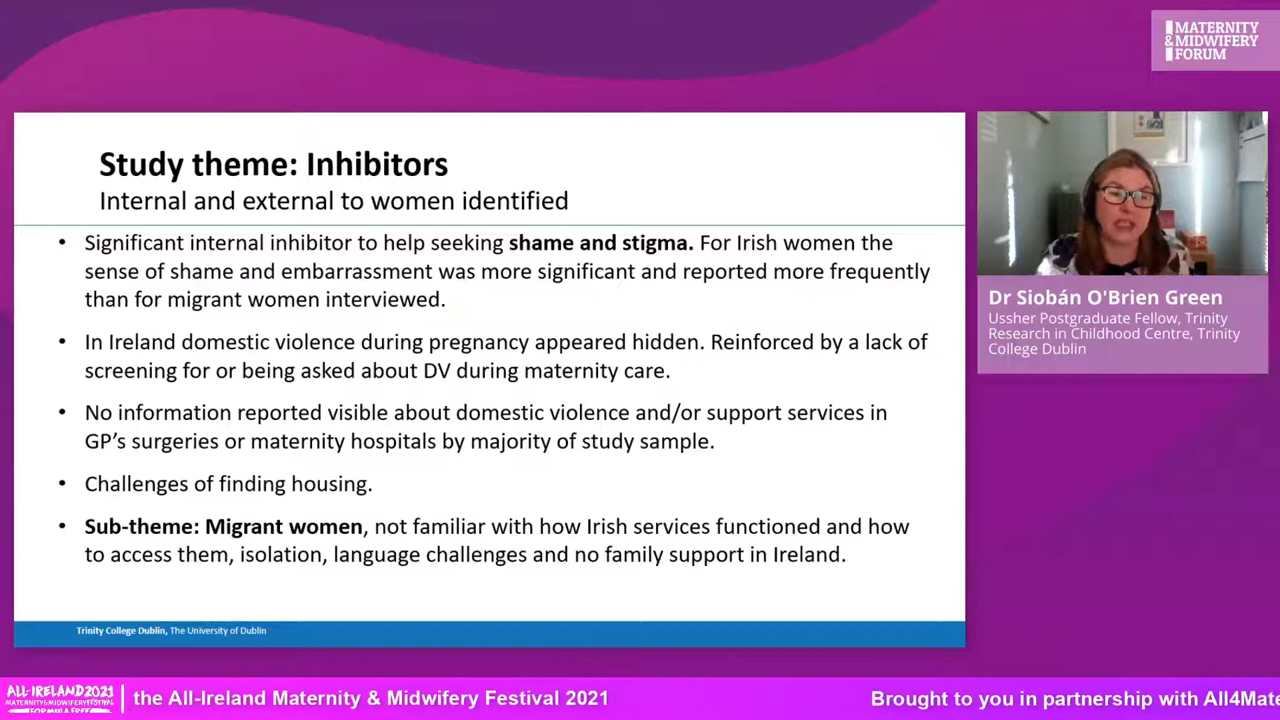 MATERNITY
& MIDWIFERY
FORUM
Study theme: Inhibitors
Internal and external to women identified
• Significant internal inhibitor to help seeking shame and stigma. For Irish women the
sense of shame and embarrassment was more significant and reported more frequently
than for migrant women interviewed.
• In Ireland domestic violence during pregnancy appeared hidden. Reinforced by a lack of
screening for or being asked about DV during maternity care.
• No information reported visible about domestic violence and/or support services in
GP’s surgeries or maternity hospitals by majority of study sample.
• Challenges of finding housing.
• Sub-theme: Migrant women, not familiar with how Irish services functioned and how
to access them, isolation, language challenges and no family support in Ireland.
Trinity College Dublin, The University of Dublin
Dr Siobán O'Brien Green
Ussher Postgraduate Fellow, Trinity
Research in Childhood Centre, Trinity
College Dublin
ALL-IRELAND2021
MATERNITY&MIDWIFERYFESTIVAL
FORMULA FREE
the All-Ireland Maternity & Midwifery Festival 2021
Brought to you in partnership with All4Mate